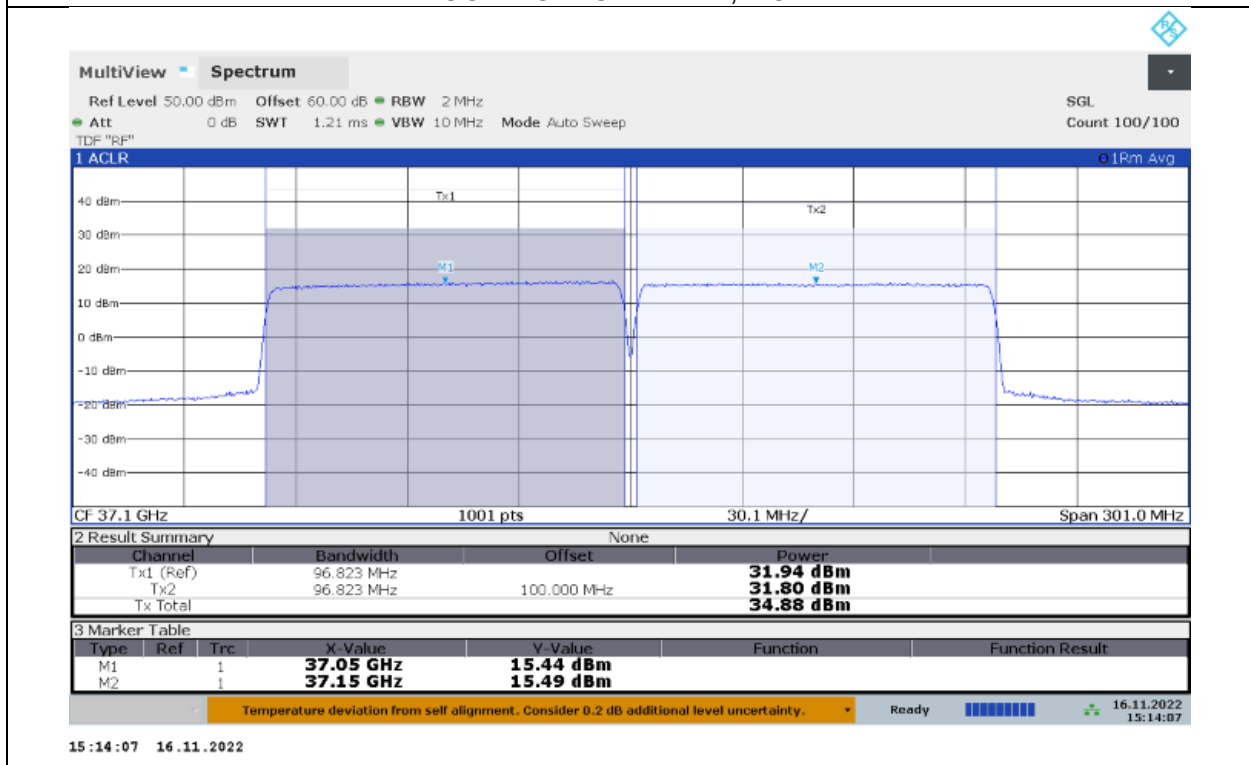 R S
MultiView Spectrum
Ref Level 50.00 dBm Offset 60.00 dB RBW 2 MHz SGL
Att 0 dB SWT 1.21 ms VBW 10 MHz Mode Auto Sweep Count 100/100
TDF "RF"
1 ACLR 1Rm Avg
40 dBm
Tx1
Tx2
30 dBm
20 dBm
M1
M2
10 dBm
0 dBm
-10 dBm
-20 dBm
-30 dBm
-40 dBm
CF 37.1 GHz 1001 pts 30.1 MHz/ Span 301.0 MHz
2 Result Summary None
Channel Bandwidth Offset Power
Tx1 (Ref) 96.823 MHz 31.94 dBm
Tx2 96.823 MHz 100.000 MHz 31.80 dBm
Tx Total 34.88 dBm
3 Marker Table
Type Ref Trc X-Value Y-Value Function Function Result
M1 1 37.05 GHz 15.44 dBm
M2 1 37.15 GHz 15.49 dBm
Temperature deviation from self alignment. Consider 0.2 dB additional level uncertainty. Ready 16.11.2022
15:14:07
15:14:07 16.11.2022